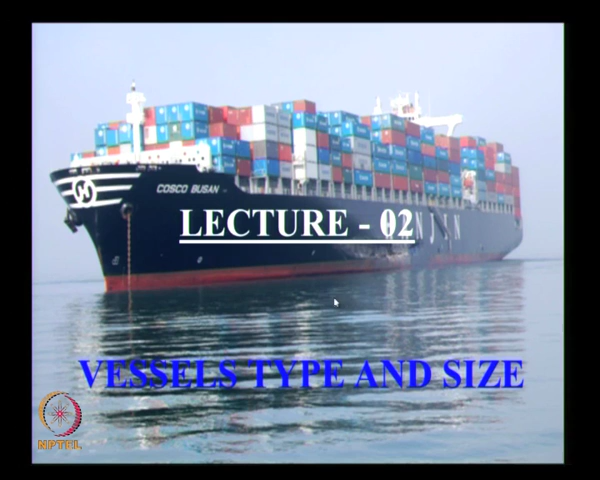 COSCO BUSAN
LECTURE - 02
VESSELS TYPE AND SIZE
NPTEL